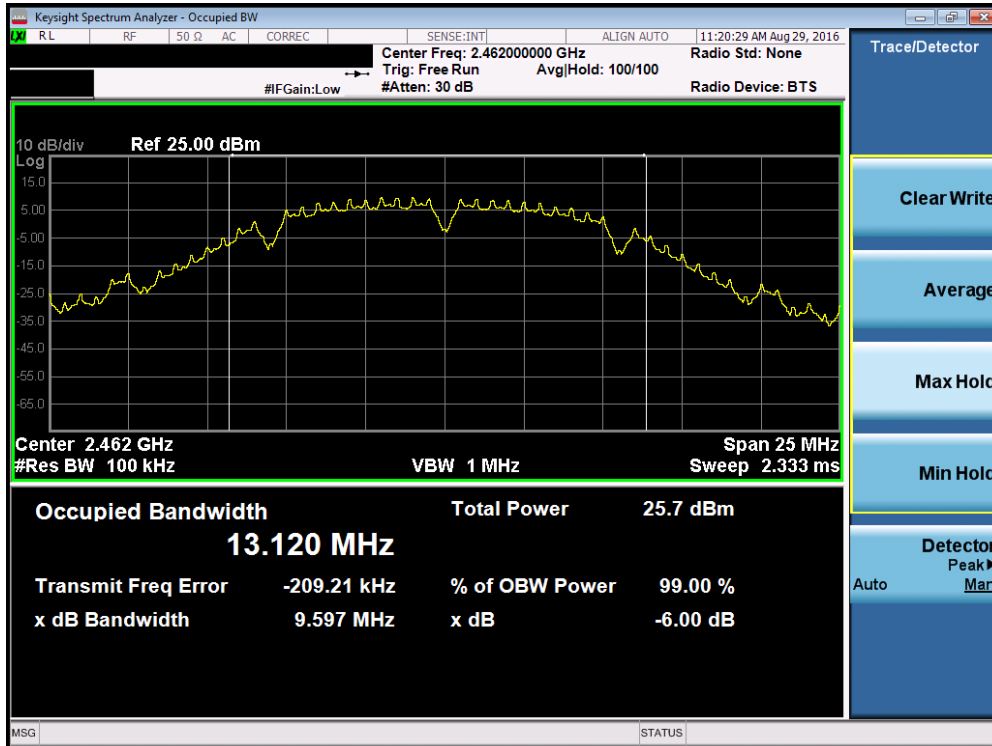 Keysight Spectrum Analyzer - Occupied BW
LXI RL RF 50 Ω AC CORREC SENSE:INT ALIGN AUTO 11:20:29 AM Aug 29, 2016
Center Freq: 2.462000000 GHz Radio Std: None
Trig: Free Run Avg|Hold: 100/100
#IFGain:Low #Atten: 30 dB Radio Device: BTS
10 dB/div Ref 25.00 dBm
Log
15.0
5.00
-5.00
-15.0
-25.0
-35.0
-45.0
-55.0
-65.0
Center 2.462 GHz Span 25 MHz
#Res BW 100 kHz VBW 1 MHz Sweep 2.333 ms
Occupied Bandwidth Total Power 25.7 dBm
13.120 MHz
Transmit Freq Error -209.21 kHz % of OBW Power 99.00 %
x dB Bandwidth 9.597 MHz x dB -6.00 dB
MSG STATUS
Trace/Detector
Clear Write
Average
Max Hold
Min Hold
Detector
Peak
Auto Man